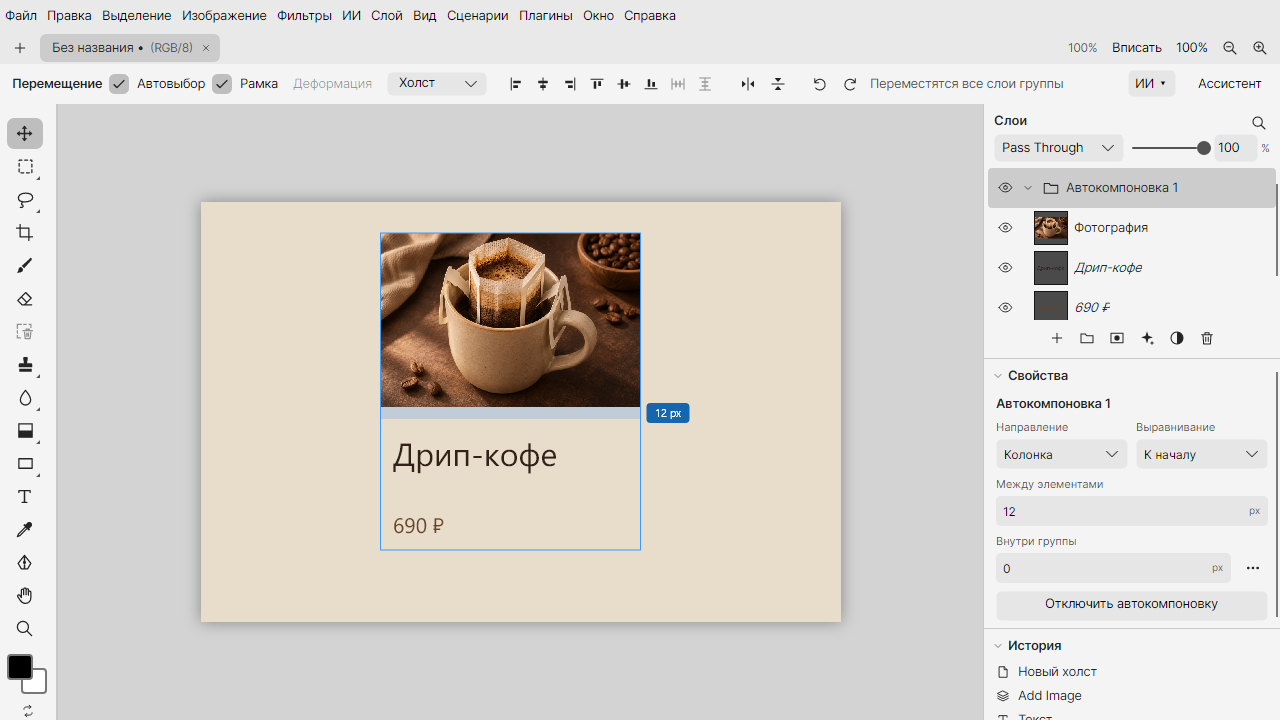 Файл Правка Выделение Изображение Фильтры ИИ Слой Вид Сценарии Плагины Окно Справка
Без названия • (RGB/8) 100% Вписать 100%
Перемещение Автовыбор Рамка Деформация Холст Переместятся все слои группы ИИ Ассистент
Слои
Pass Through 100 %
Автокомпоновка 1
Фотография
Дрип-кофе
690 ₽
12 px
Дрип-кофе
690 ₽
Свойства
Автокомпоновка 1
Направление Выравнивание
Колонка К началу
Между элементами
12 px
Внутри группы
0 px
Отключить автокомпоновку
История
Новый холст
Add Image
Текст